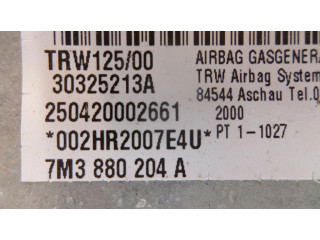 TRW125/00 AIRBAG GASGENERA
30325213A TRW Airbag System
84544 Aschau Tel.0
250420002661 2000
*002HR2007E4U* PT 1-1027
7M3 880 204 A